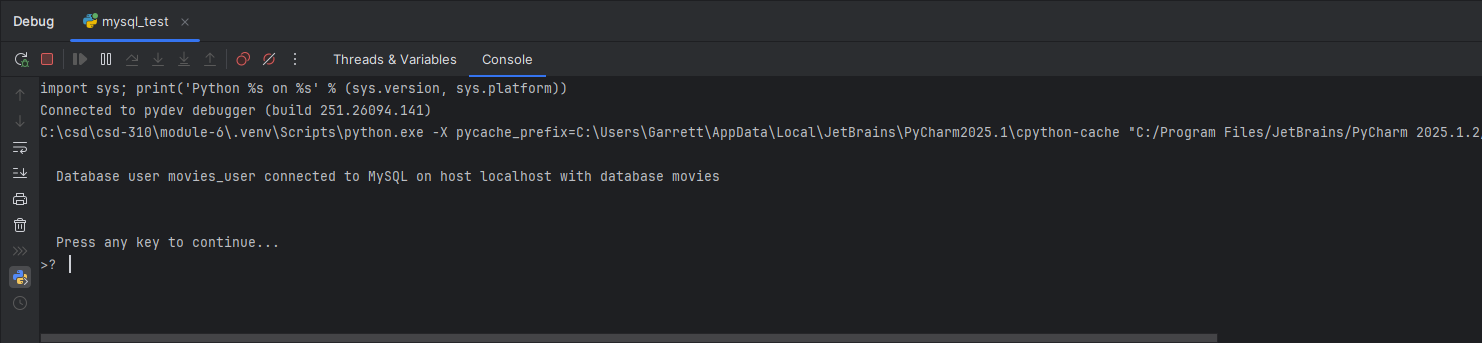 Debug mysql_test
Threads & Variables Console
import sys; print('Python %s on %s' % (sys.version, sys.platform))
Connected to pydev debugger (build 251.26094.141)
C:\csd\csd-310\module-6\.venv\Scripts\python.exe -X pycache_prefix=C:\Users\Garrett\AppData\Local\JetBrains\PyCharm2025.1\cpython-cache "C:/Program Files/JetBrains/PyCharm 2025.1.2/
Database user movies_user connected to MySQL on host localhost with database movies
Press any key to continue...
>?